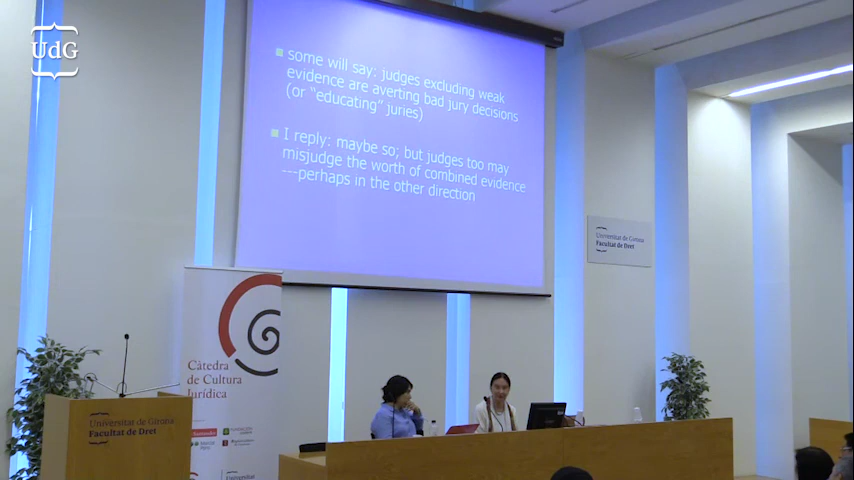 UdG
some will say: judges excluding weak
evidence are averting bad jury decisions
(or "educating" juries)
I reply: maybe so; but judges too may
misjudge the worth of combined evidence
---perhaps in the other direction
Universitat de Girona
Facultat de Dret
Càtedra
de Cultura
Jurídica
Universitat de Girona
Facultat de Dret